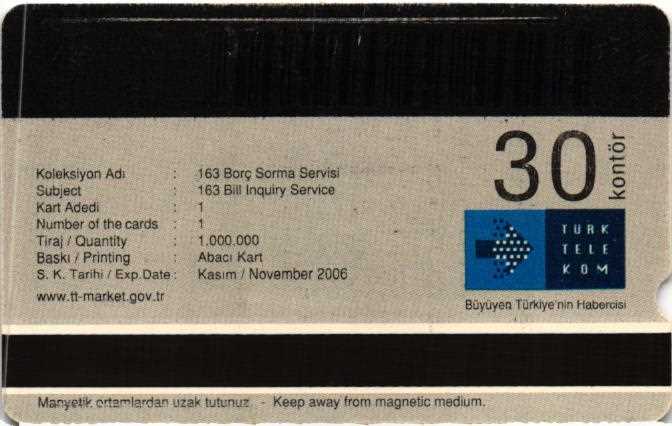 30 kontör
Koleksiyon Adı : 163 Borç Sorma Servisi
Subject : 163 Bill Inquiry Service
Kart Adedi : 1
Number of the cards : 1
Tiraj / Quantity : 1.000.000
Baskı / Printing : Abacı Kart
S. K. Tarihi / Exp.Date : Kasım / November 2006
www.tt-market.gov.tr
TÜRK
TELE
KOM
Büyüyen Türkiye'nin Habercisi
Manyetik ortamlardan uzak tutunuz. - Keep away from magnetic medium.